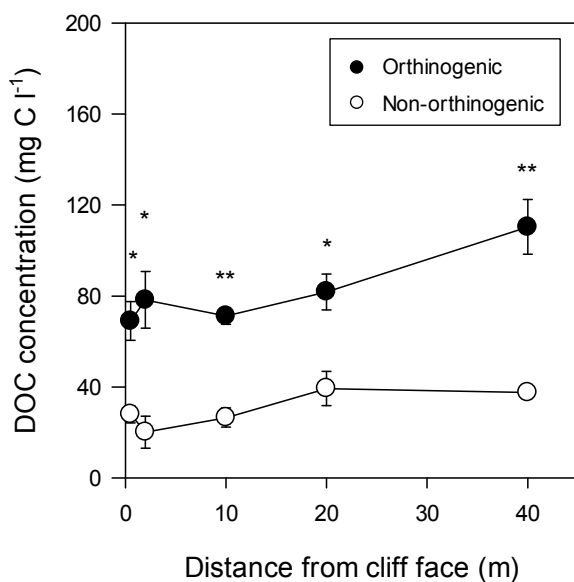 200
160
120
80
40
0
DOC concentration (mg C l-1)
Orthinogenic
Non-orthinogenic
*
*
**
*
**
0 10 20 30 40
Distance from cliff face (m)